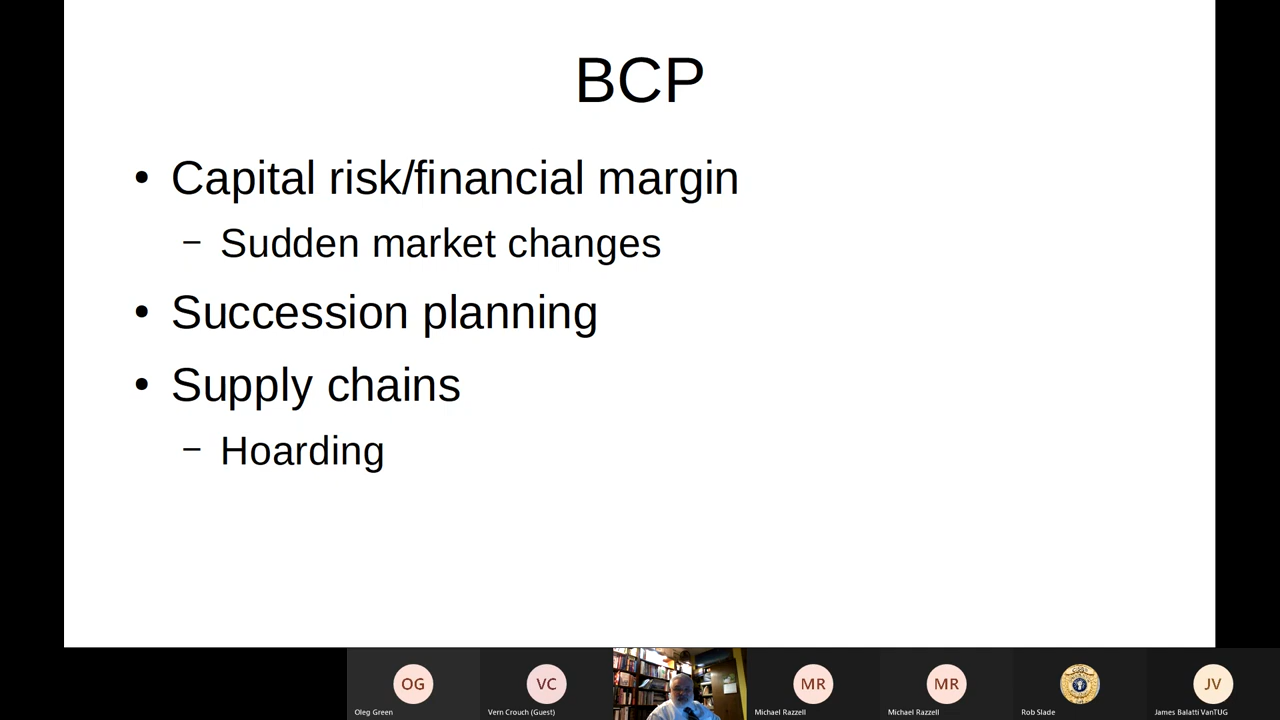 BCP
• Capital risk/financial margin
– Sudden market changes
• Succession planning
• Supply chains
– Hoarding
OG
VC
MR
MR
JV
Oleg Green
Vern Crouch (Guest)
Michael Razzell
Michael Razzell
Rob Slade
James Balatti VanTUG